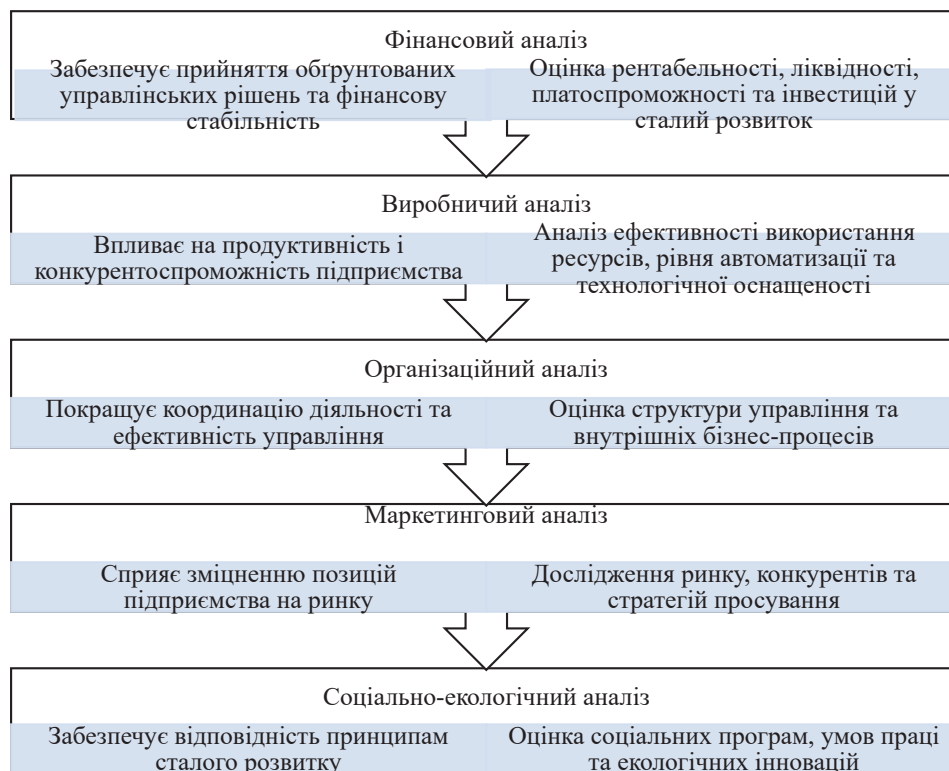 Фінансовий аналіз
Забезпечує прийняття обґрунтованих
управлінських рішень та фінансову
стабільність
Оцінка рентабельності, ліквідності,
платоспроможності та інвестицій у
сталий розвиток
Виробничий аналіз
Впливає на продуктивність і
конкурентоспроможність підприємства
Аналіз ефективності використання
ресурсів, рівня автоматизації та
технологічної оснащеності
Організаційний аналіз
Покращує координацію діяльності та
ефективність управління
Оцінка структури управління та
внутрішніх бізнес-процесів
Маркетинговий аналіз
Сприяє зміцненню позицій
підприємства на ринку
Дослідження ринку, конкурентів та
стратегій просування
Соціально-екологічний аналіз
Забезпечує відповідність принципам
сталого розвитку
Оцінка соціальних програм, умов праці
та екологічних інновацій